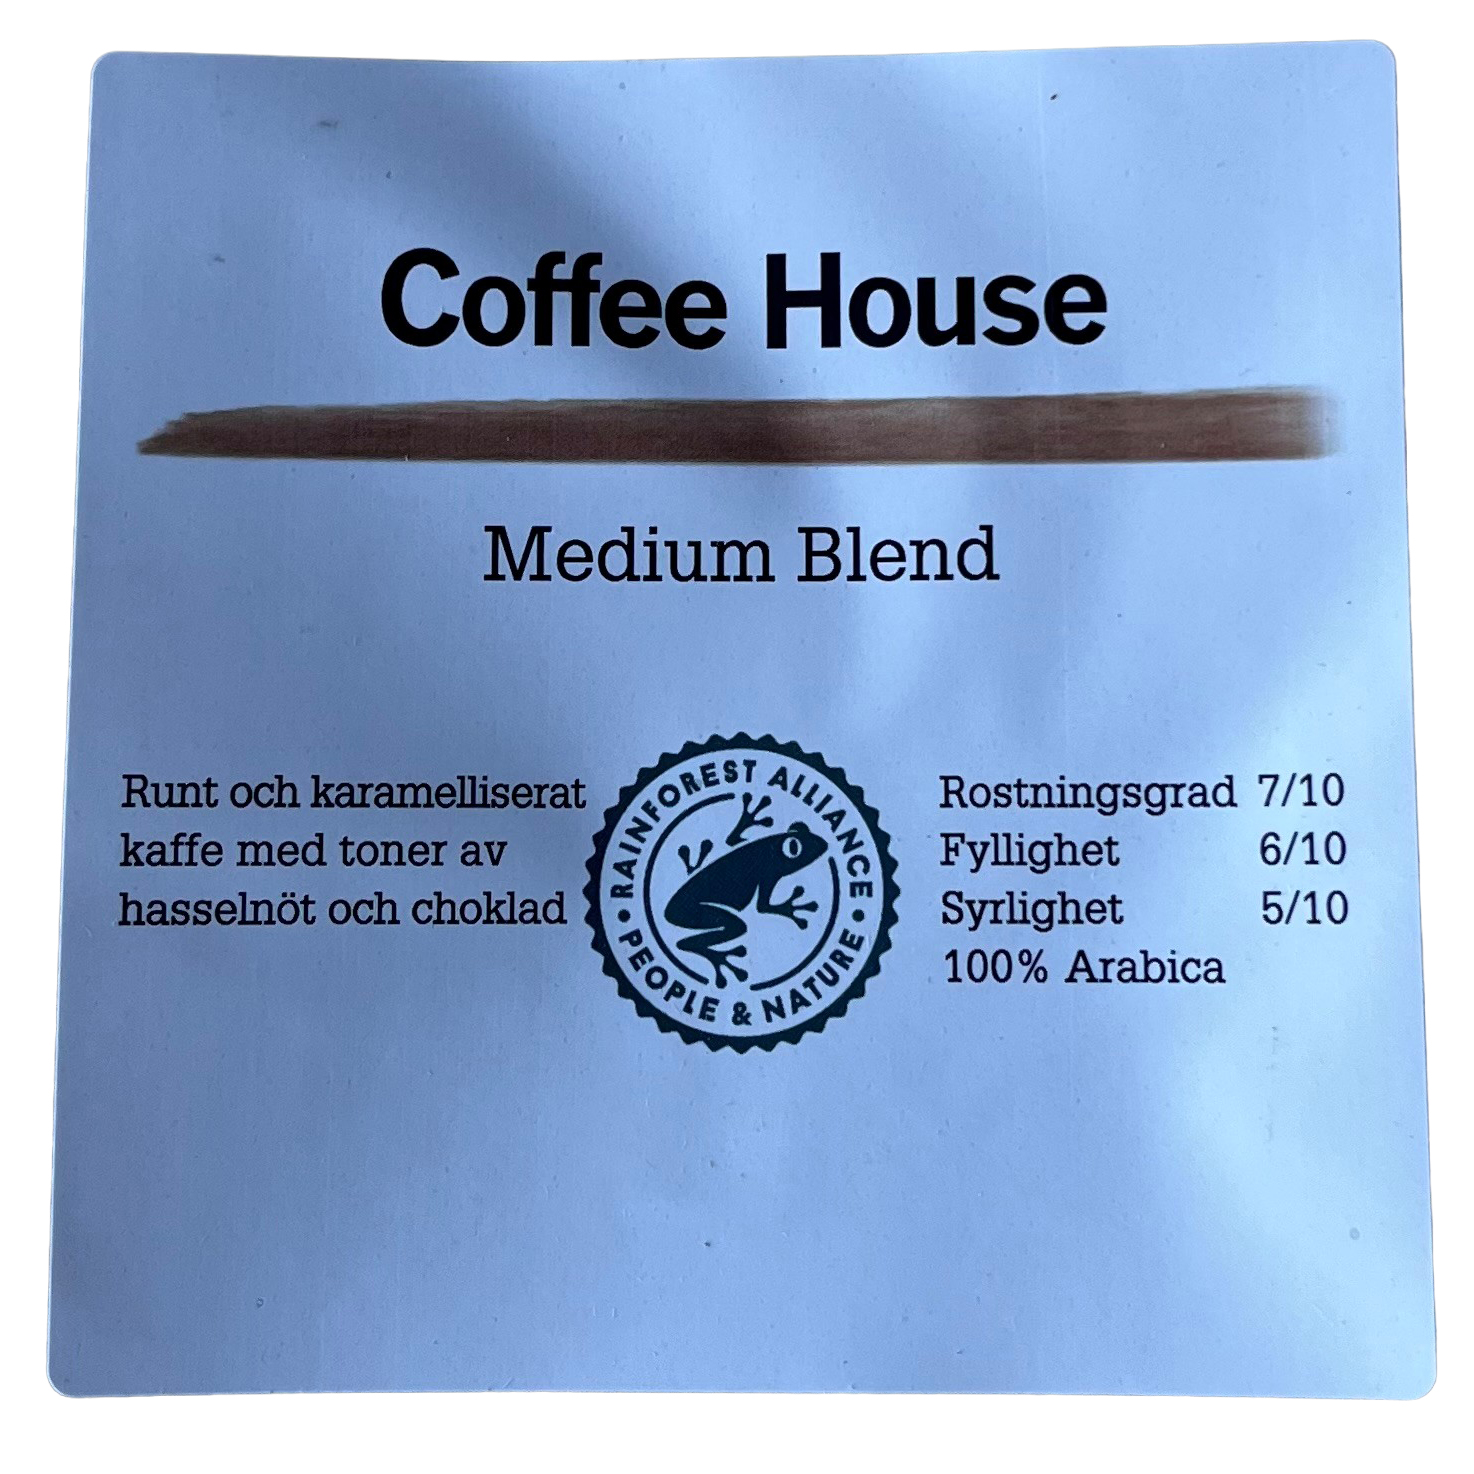 Coffee House
Medium Blend
Runt och karamelliserat
kaffe med toner av
hasselnöt och choklad
RAINFOREST ALLIANCE
PEOPLE & NATURE
Rostningsgrad 7/10
Fyllighet 6/10
Syrlighet 5/10
100% Arabica